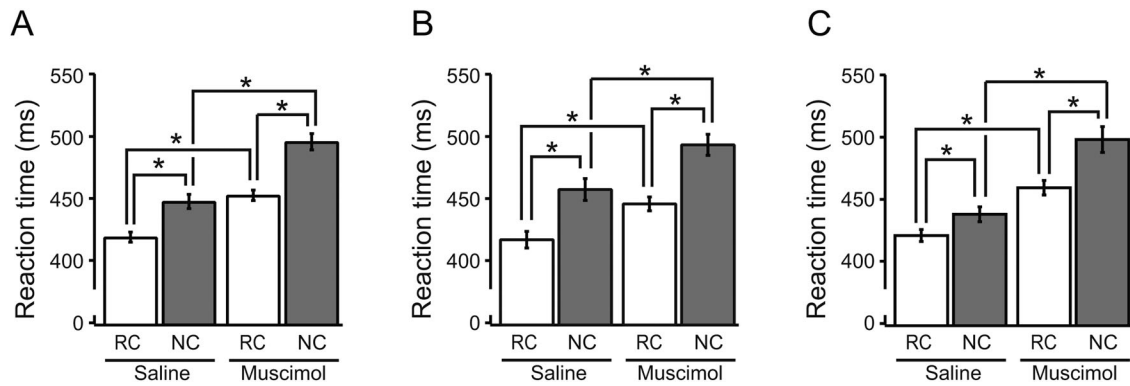 A
B
C
Reaction time (ms)
550
500
450
400
0
*
*
*
*
RC NC RC NC
Saline Muscimol
Reaction time (ms)
550
500
450
400
0
*
*
*
*
RC NC RC NC
Saline Muscimol
Reaction time (ms)
550
500
450
400
0
*
*
*
*
RC NC RC NC
Saline Muscimol